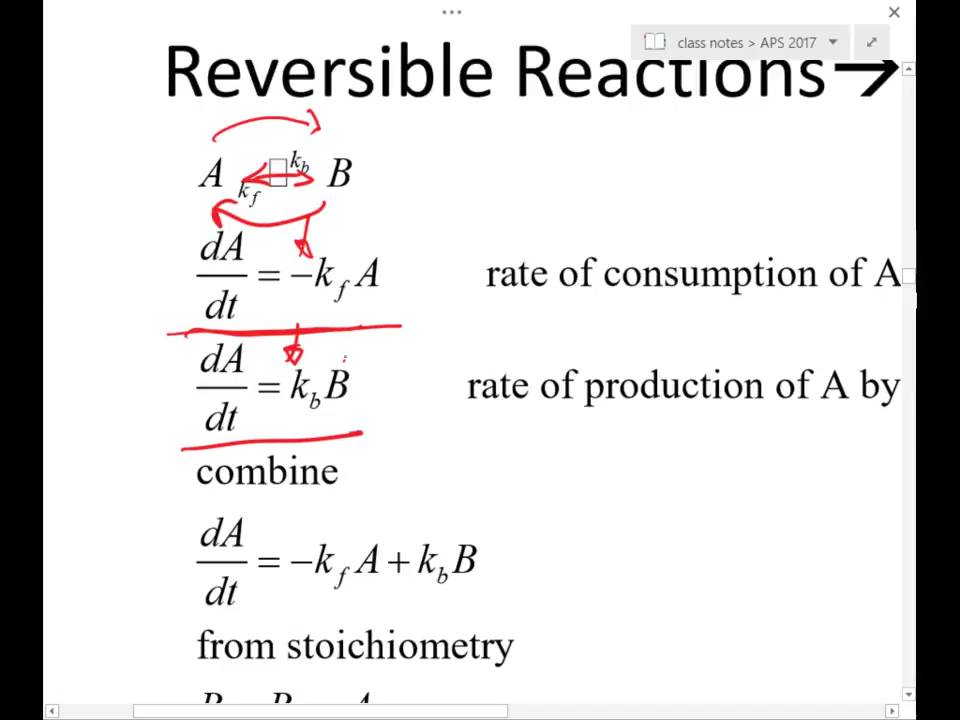 class notes > APS 2017
Reversible Reactions→
A k_f k_b B
dA/dt = −k_f A rate of consumption of A
dA/dt = k_b B rate of production of A by
combine
dA/dt = −k_f A + k_b B
from stoichiometry